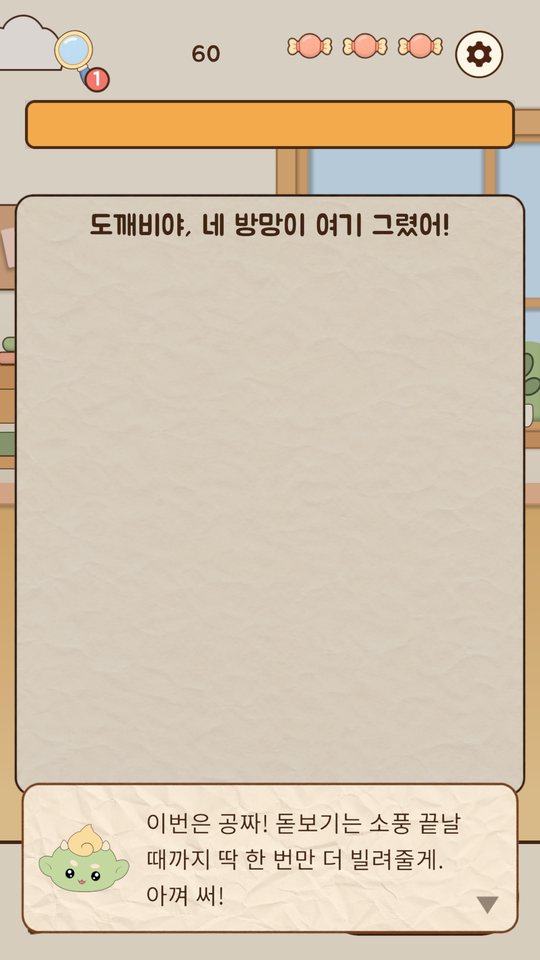 60
1
도깨비야, 네 방망이 여기 그렸어!
이번은 공짜! 돋보기는 소풍 끝날
때까지 딱 한 번만 더 빌려줄게.
아껴 써!